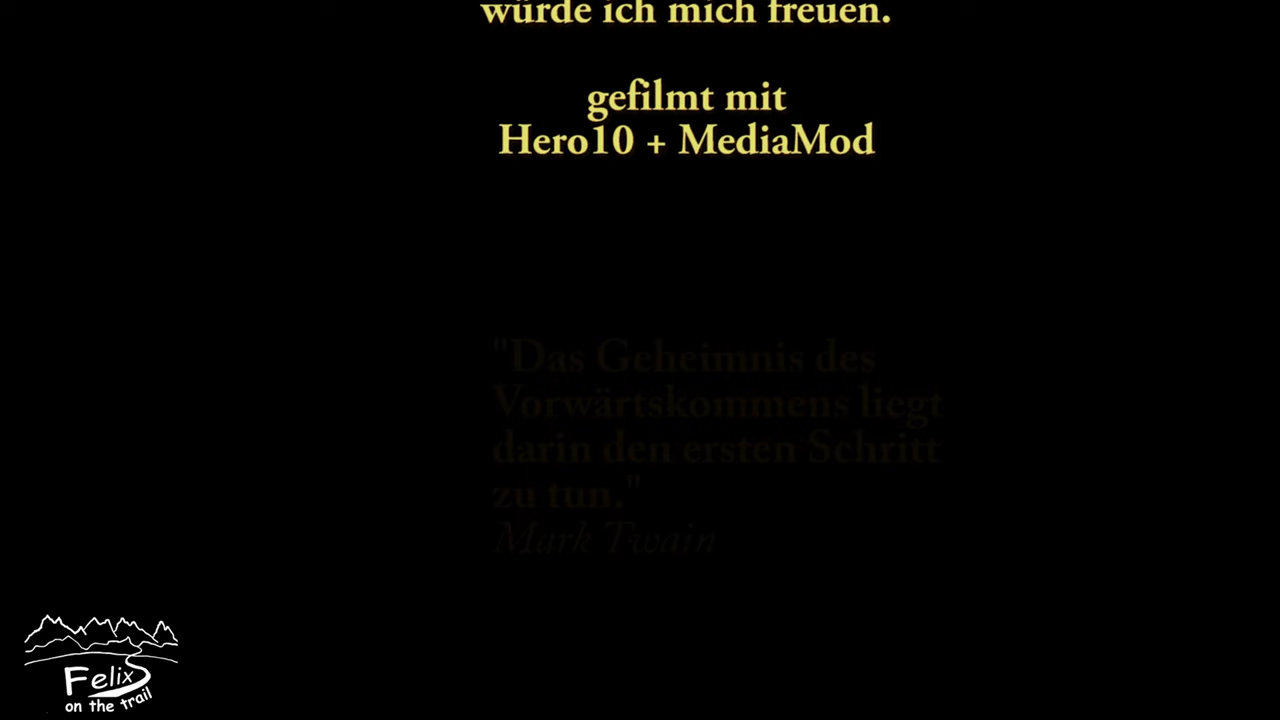 würde ich mich freuen.
gefilmt mit
Hero10 + MediaMod
"Das Geheimnis des
Vorwärtskommens liegt
darin den ersten Schritt
zu tun."
Mark Twain
Felix
on the trail